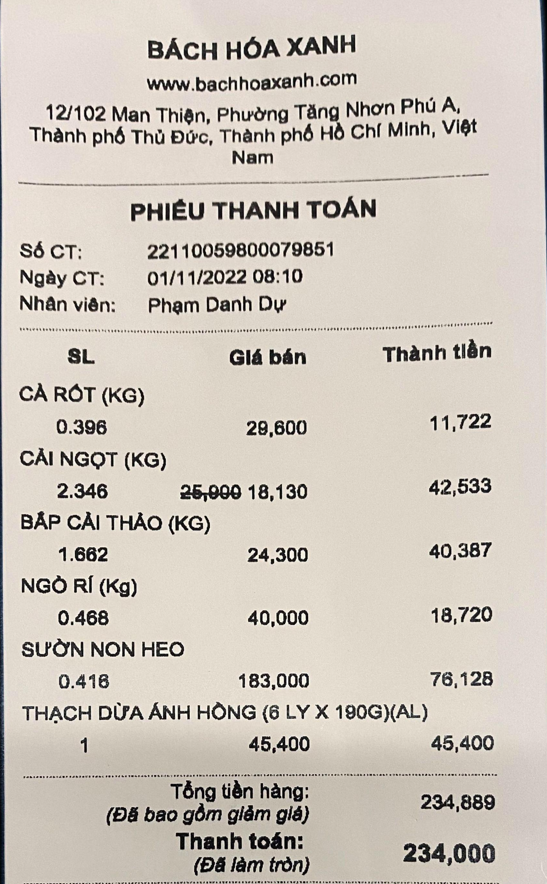 BÁCH HÓA XANH
www.bachhoaxanh.com
12/102 Man Thiện, Phường Tăng Nhơn Phú A,
Thành phố Thủ Đức, Thành phố Hồ Chí Minh, Việt
Nam
PHIẾU THANH TOÁN
Số CT: 22110059800079851
Ngày CT: 01/11/2022 08:10
Nhân viên: Phạm Danh Dự
SL Giá bán Thành tiền
CÀ RỐT (KG)
0.396 29,600 11,722
CẢI NGỌT (KG)
2.346 25,900 18,130 42,533
BẮP CẢI THẢO (KG)
1.662 24,300 40,387
NGÒ RÍ (Kg)
0.468 40,000 18,720
SƯỜN NON HEO
0.416 183,000 76,128
THẠCH DỪA ÁNH HỒNG (6 LY X 190G)(AL)
1 45,400 45,400
Tổng tiền hàng: 234,889
(Đã bao gồm giảm giá)
Thanh toán: 234,000
(Đã làm tròn)